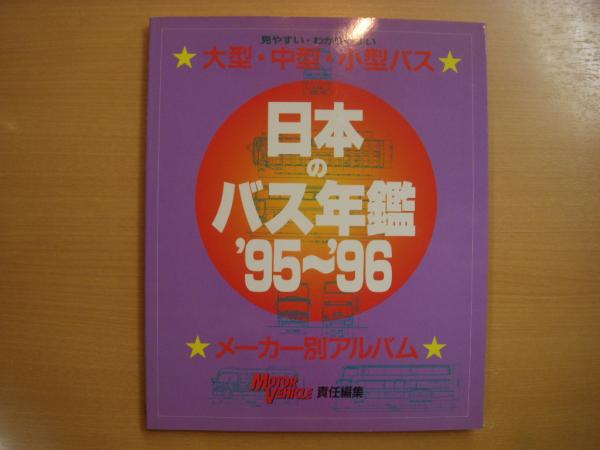 見やすい・わかりやすい
★大型・中型・小型バス★
日本
の
バス年鑑
'95〜'96
★メーカー別アルバム★
MOTOR VEHICLE 責任編集